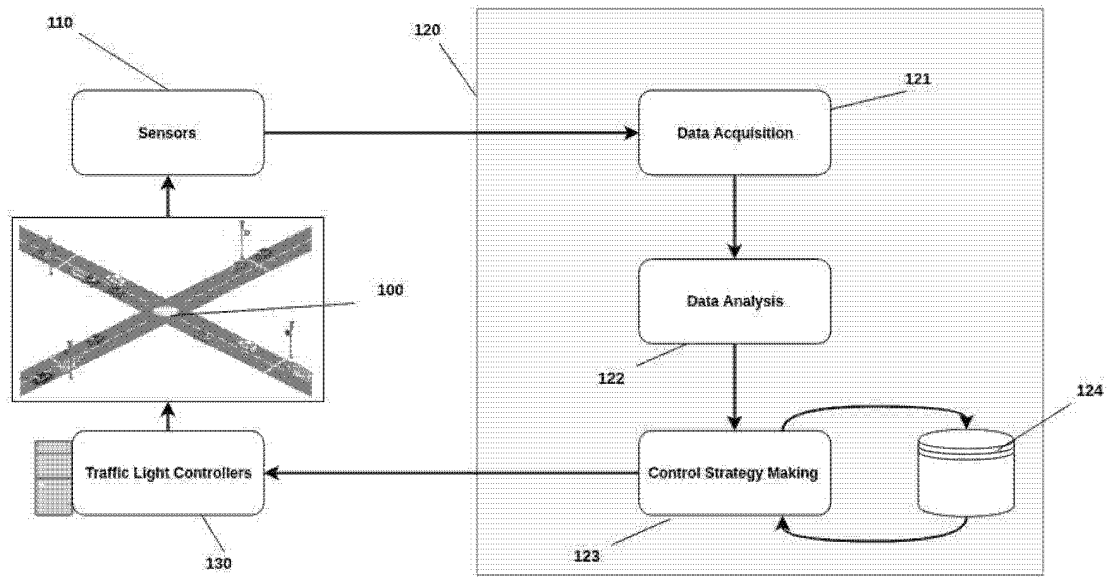 110
120
121
Sensors
Data Acquisition
100
Data Analysis
122
124
Traffic Light Controllers
Control Strategy Making
123
130